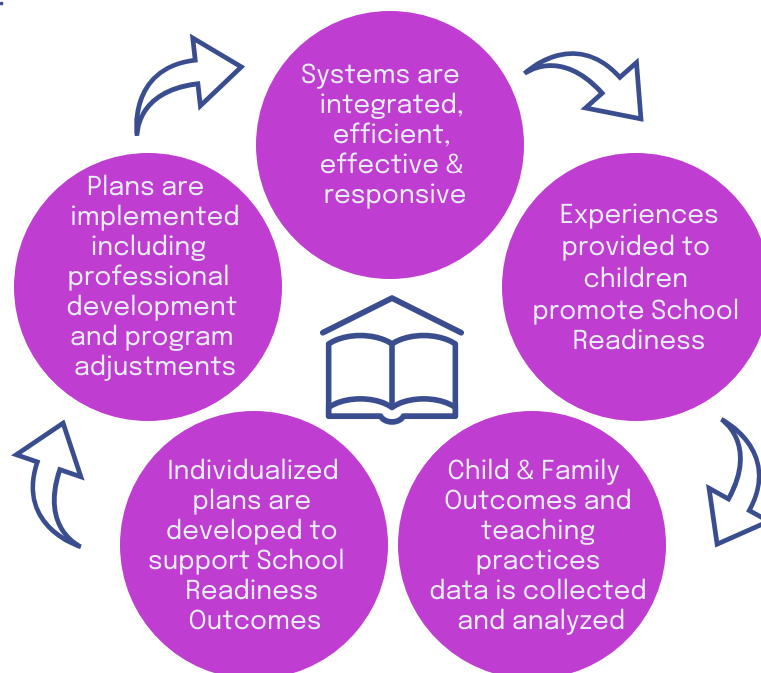 Systems are
integrated,
efficient,
effective &
responsive
Experiences
provided to
children
promote School
Readiness
Child & Family
Outcomes and
teaching
practices
data is collected
and analyzed
Individualized
plans are
developed to
support School
Readiness
Outcomes
Plans are
implemented
including
professional
development
and program
adjustments